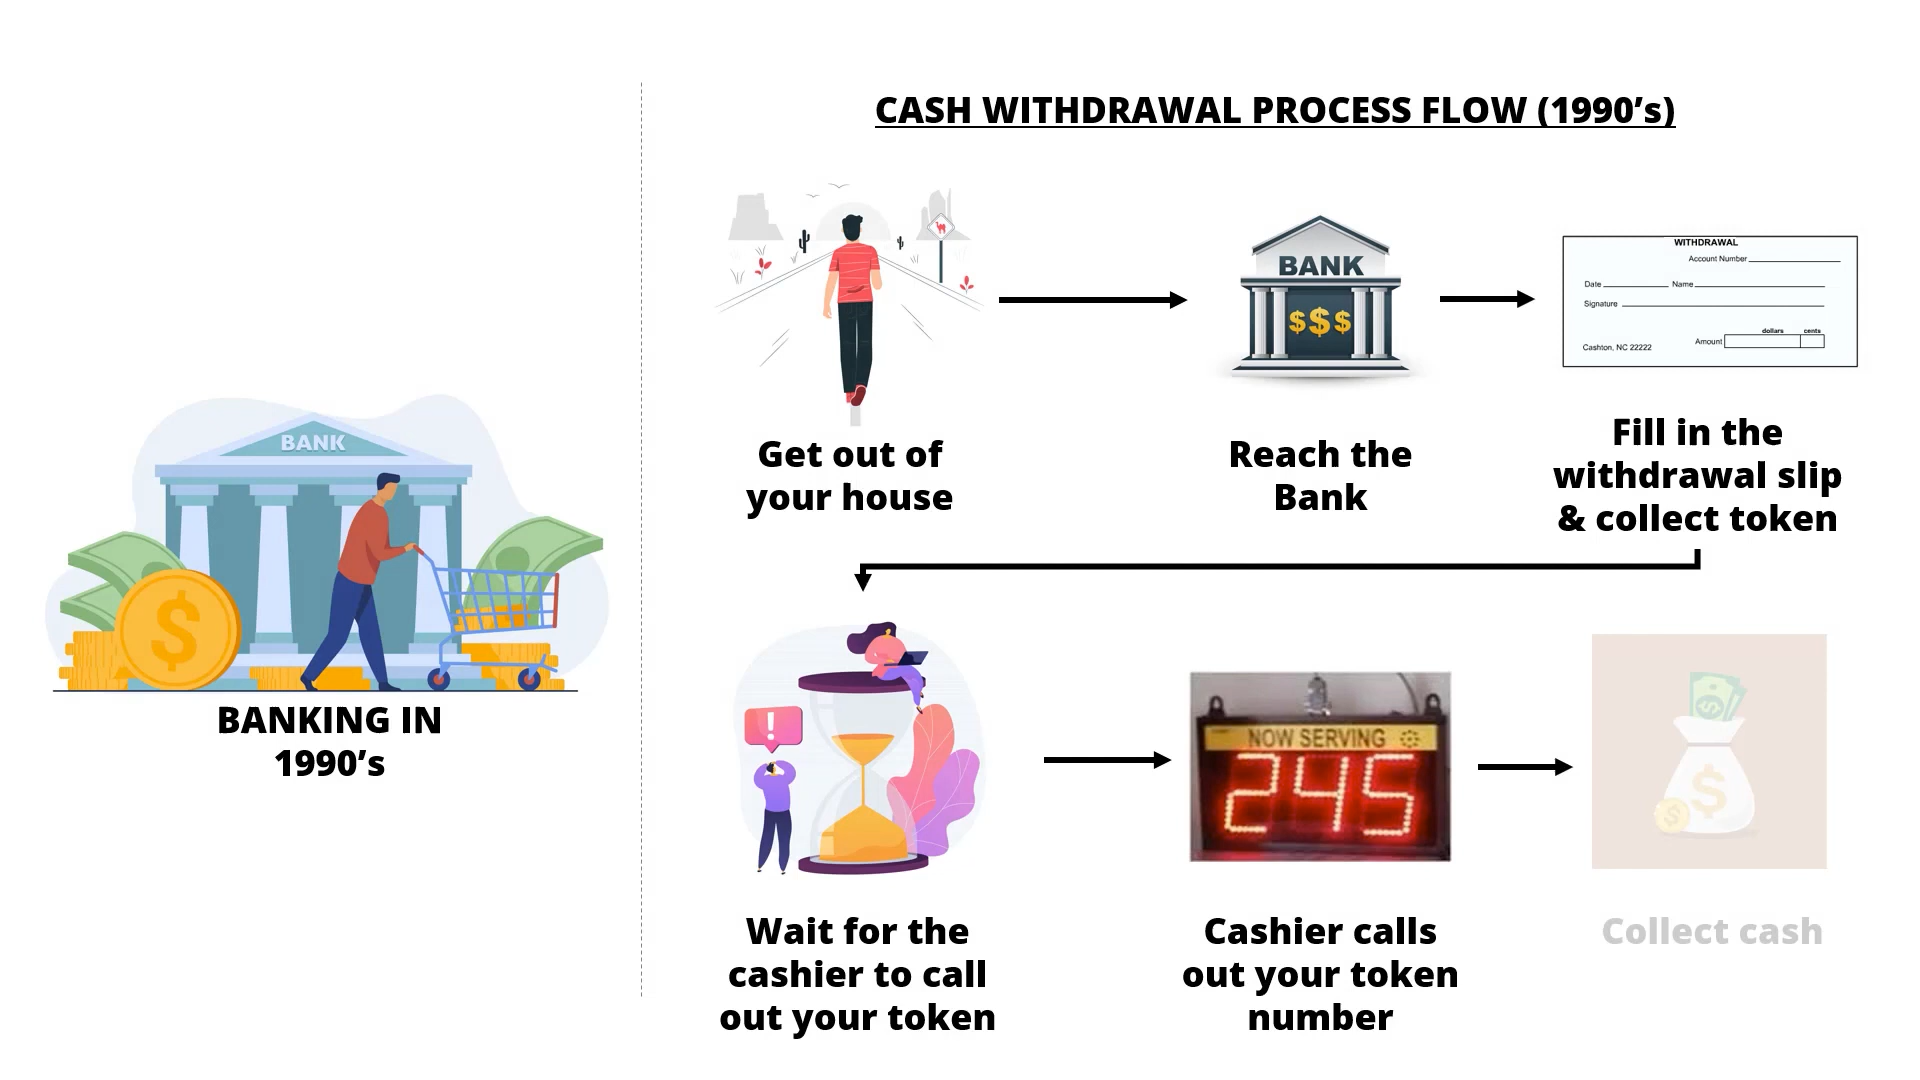 CASH WITHDRAWAL PROCESS FLOW (1990’s)
BANK
BANKING IN
1990’s
Get out of
your house
BANK
$$$
Reach the
Bank
WITHDRAWAL
Account Number
Date Name
Signature
dollars cents
Amount
Cashton, NC 22222
Fill in the
withdrawal slip
& collect token
Wait for the
cashier to call
out your token
NOW SERVING
245
Cashier calls
out your token
number
Collect cash